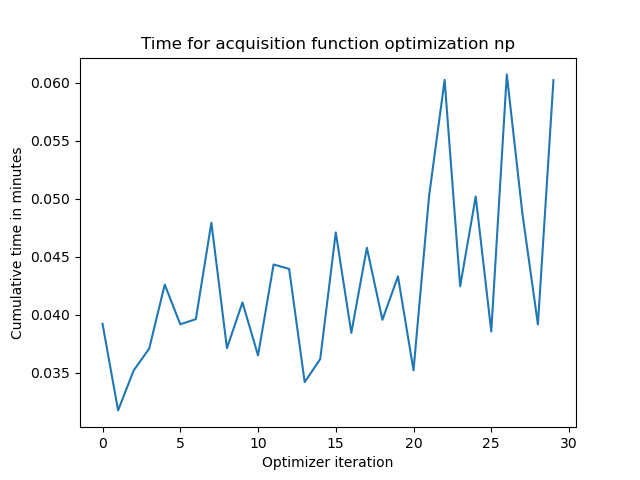 Time for acquisition function optimization np
0.060
0.055
0.050
0.045
0.040
0.035
Cumulative time in minutes
0 5 10 15 20 25 30
Optimizer iteration